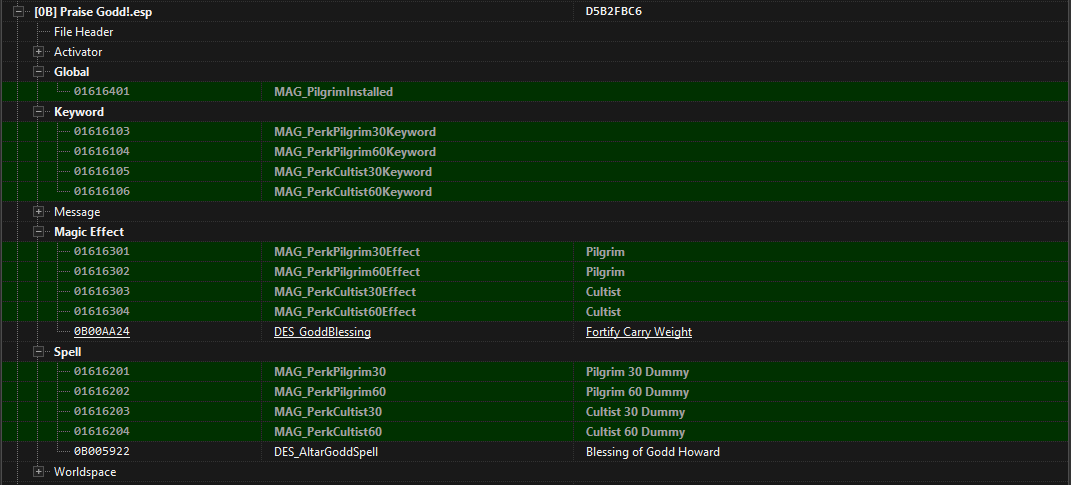 [0B] Praise Godd!.esp D5B2FBC6
File Header
Activator
Global
01616401 MAG_PilgrimInstalled
Keyword
01616103 MAG_PerkPilgrim30Keyword
01616104 MAG_PerkPilgrim60Keyword
01616105 MAG_PerkCultist30Keyword
01616106 MAG_PerkCultist60Keyword
Message
Magic Effect
01616301 MAG_PerkPilgrim30Effect Pilgrim
01616302 MAG_PerkPilgrim60Effect Pilgrim
01616303 MAG_PerkCultist30Effect Cultist
01616304 MAG_PerkCultist60Effect Cultist
0B00AA24 DES_GoddBlessing Fortify Carry Weight
Spell
01616201 MAG_PerkPilgrim30 Pilgrim 30 Dummy
01616202 MAG_PerkPilgrim60 Pilgrim 60 Dummy
01616203 MAG_PerkCultist30 Cultist 30 Dummy
01616204 MAG_PerkCultist60 Cultist 60 Dummy
0B005922 DES_AltarGoddSpell Blessing of Godd Howard
Worldspace